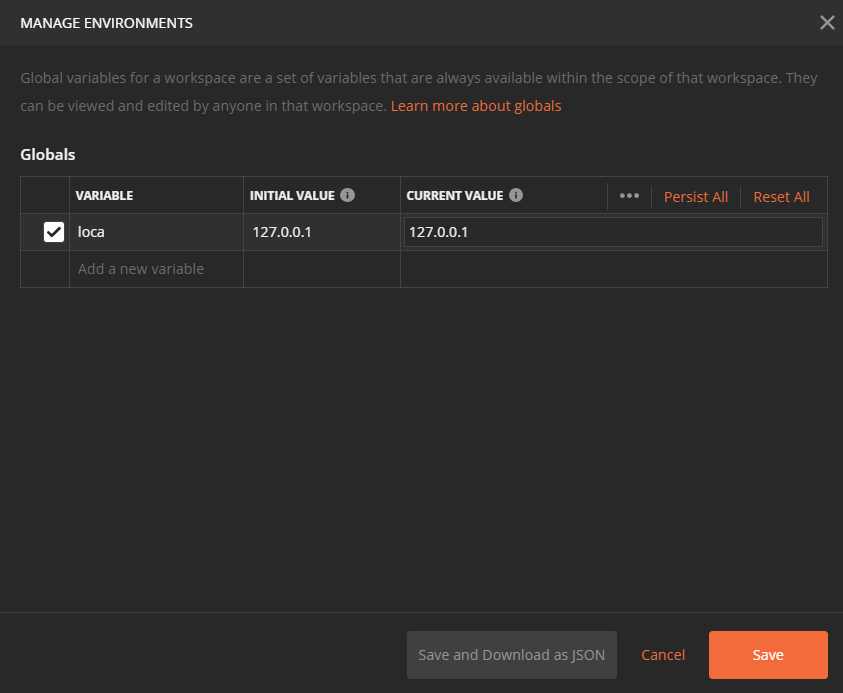 MANAGE ENVIRONMENTS
Global variables for a workspace are a set of variables that are always available within the scope of that workspace. They
can be viewed and edited by anyone in that workspace. Learn more about globals
Globals
VARIABLE INITIAL VALUE CURRENT VALUE Persist All Reset All
loca 127.0.0.1 127.0.0.1
Add a new variable
Save and Download as JSON Cancel Save